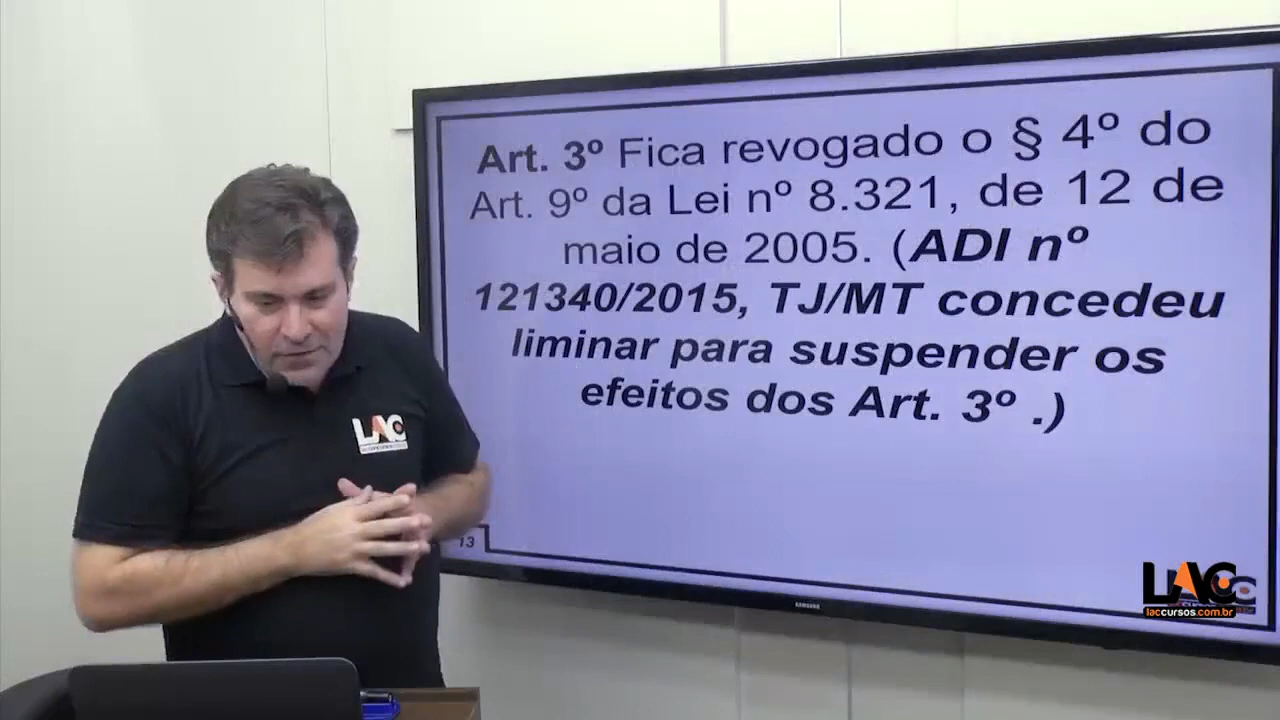 Art. 3º Fica revogado o § 4º do
Art. 9º da Lei nº 8.321, de 12 de
maio de 2005. (ADI nº
121340/2015, TJ/MT concedeu
liminar para suspender os
efeitos dos Art. 3º .)
13
LAC
SAMSUNG
LAC
laccursos.com.br